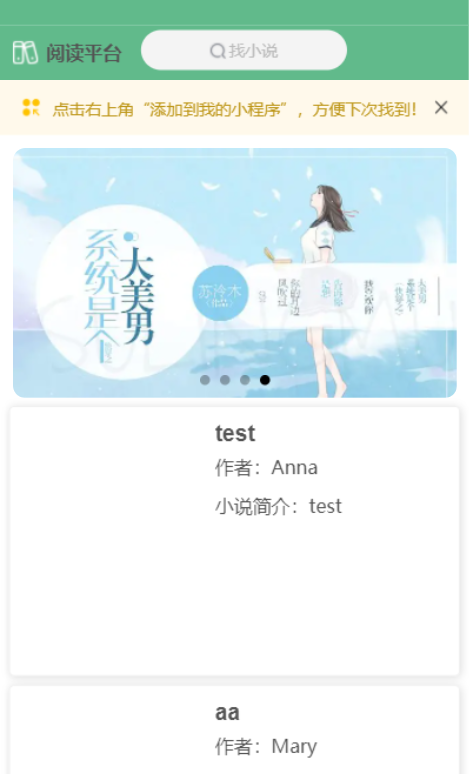 阅读平台
找小说
点击右上角“添加到我的小程序”，方便下次找到！
系统是个
大美男
苏泠木
test
作者：Anna
小说简介：test
aa
作者：Mary